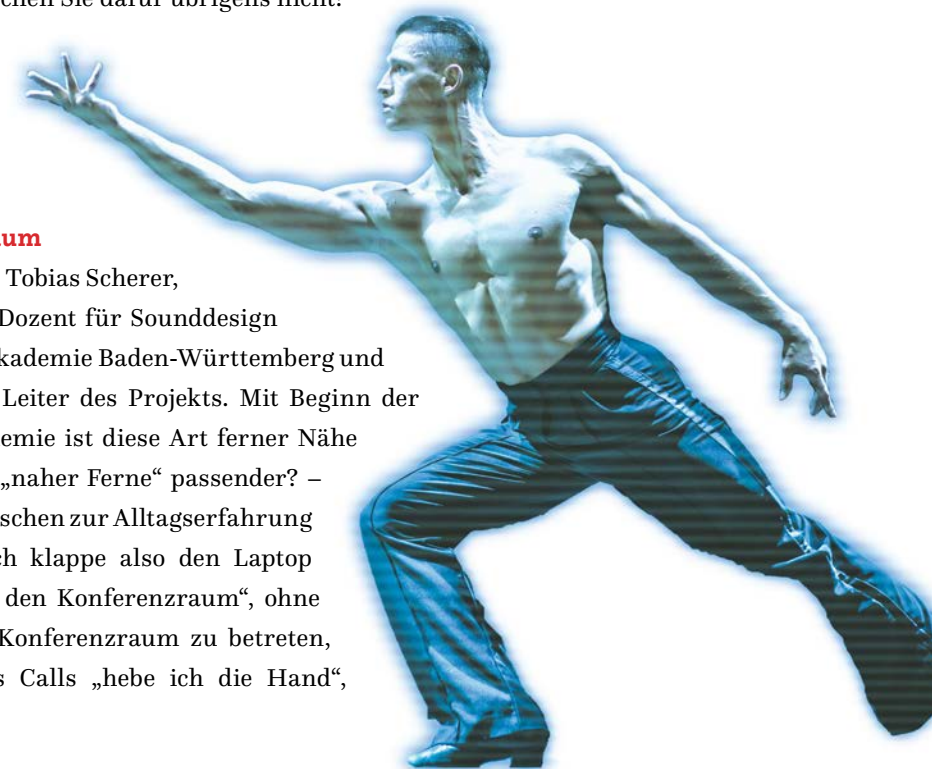 chen Sie dafür übrigens nicht!
um
Tobias Scherer,
Dozent für Sounddesign
kademie Baden-Württemberg und
Leiter des Projekts. Mit Beginn der
emie ist diese Art ferner Nähe
„naher Ferne“ passender? –
schen zur Alltagserfahrung
ch klappe also den Laptop
den Konferenzraum“, ohne
Konferenzraum zu betreten,
s Calls „hebe ich die Hand“,